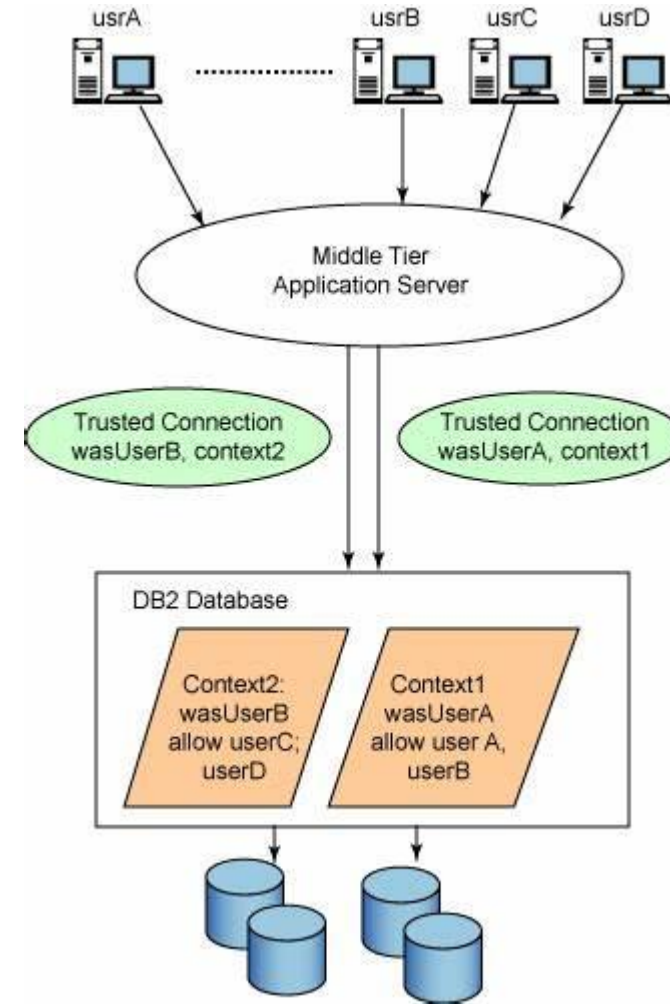 usrA
usrB
usrC
usrD
Middle Tier
Application Server
Trusted Connection
wasUserB, context2
Trusted Connection
wasUserA, context1
DB2 Database
Context2:
wasUserB
allow userC;
userD
Context1
wasUserA
allow user A,
userB